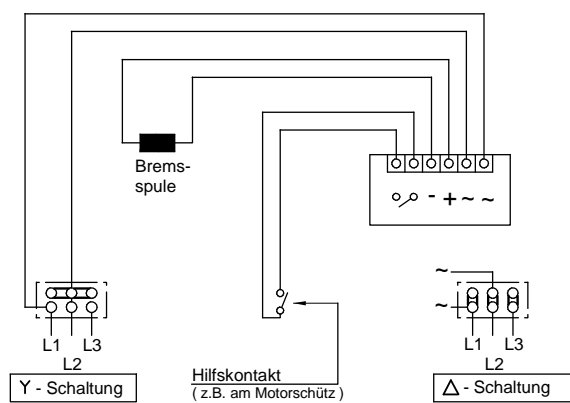 Brems-
spule
- + ~ ~
~
~
L1 L3
L2
Y - Schaltung
Hilfskontakt
( z.B. am Motorschütz )
L1 L3
L2
Δ - Schaltung